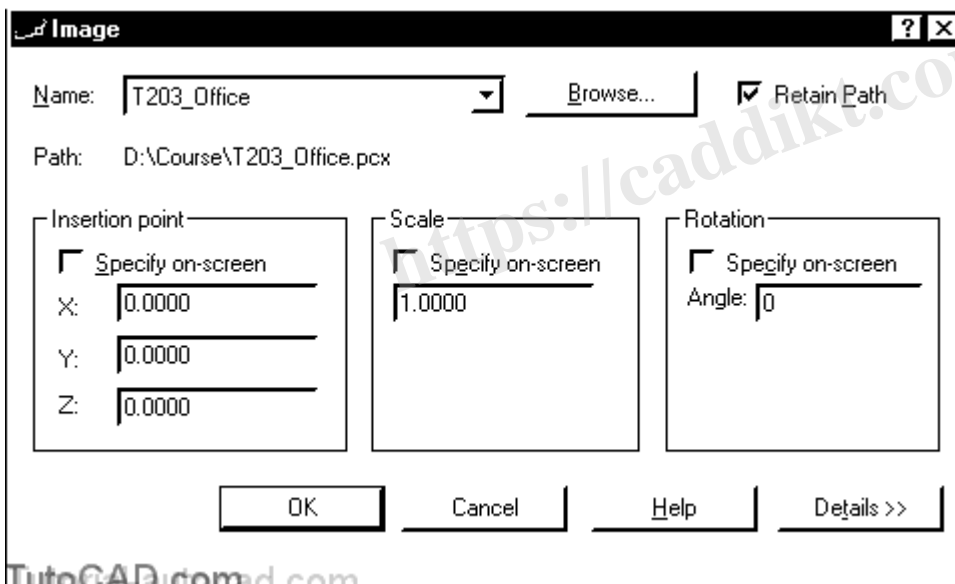 Image
Name: T203_Office Browse... Retain Path
Path: D:\Course\T203_Office.pcx
Insertion point Scale Rotation
Specify on-screen Specify on-screen Specify on-screen
X: 0.0000 1.0000 Angle: 0
Y: 0.0000
Z: 0.0000
OK Cancel Help Details >>
https://caddikt.co
TutoCAD.com